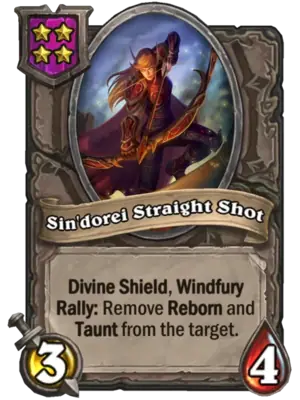 Sin'dorei Straight Shot
Divine Shield, Windfury
Rally: Remove Reborn and
Taunt from the target.
3
4